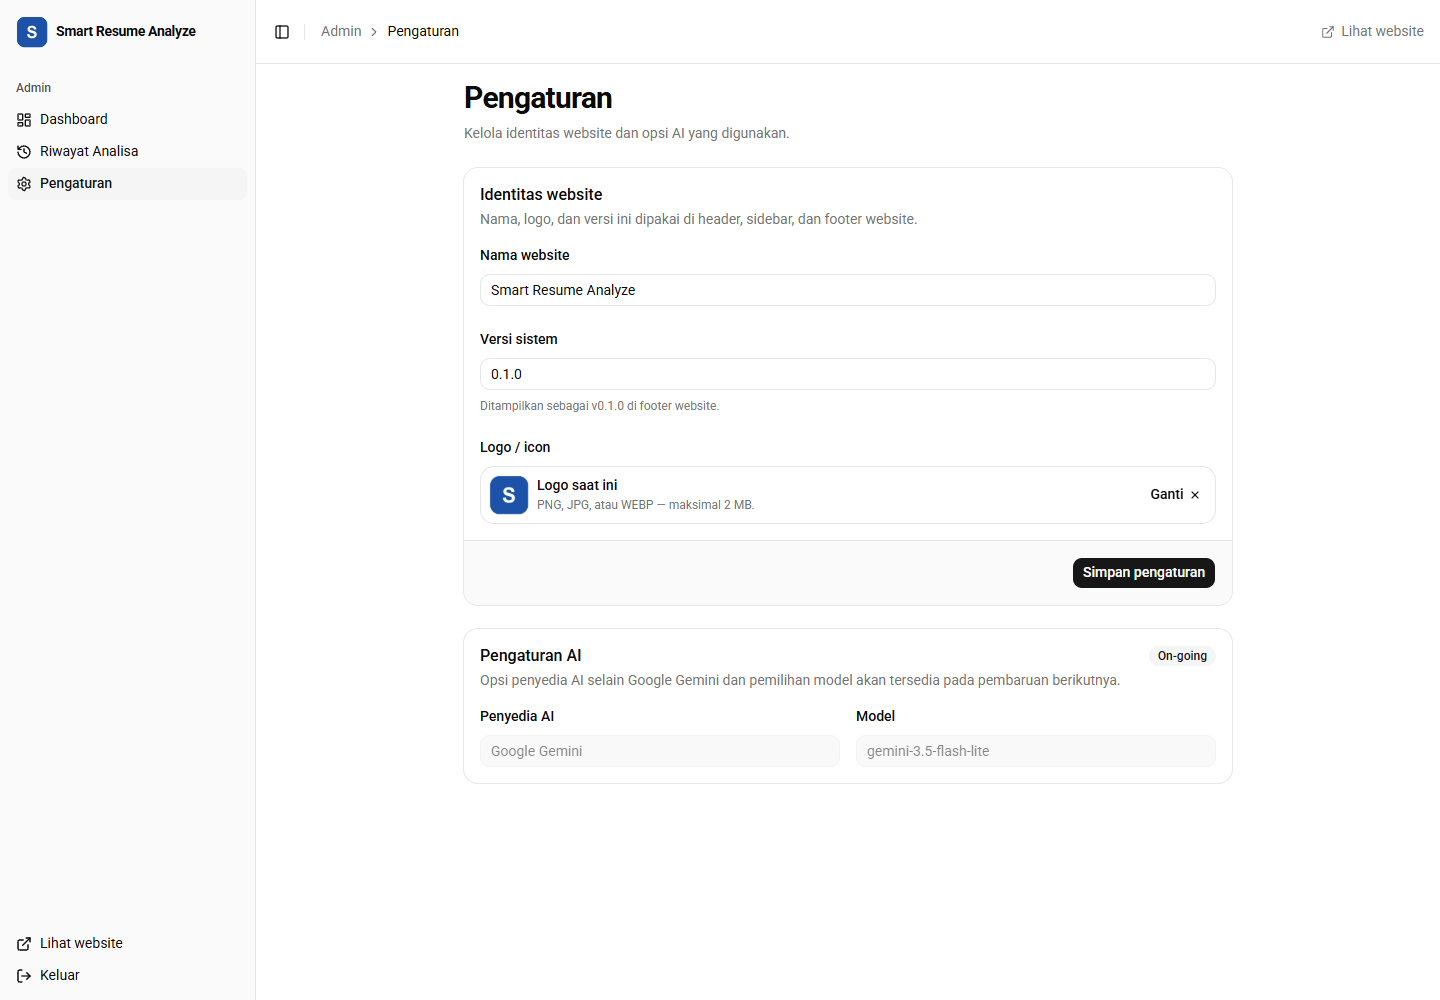 S Smart Resume Analyze
Admin
Dashboard
Riwayat Analisa
Pengaturan
Lihat website
Keluar
Admin > Pengaturan
Lihat website
Pengaturan
Kelola identitas website dan opsi AI yang digunakan.
Identitas website
Nama, logo, dan versi ini dipakai di header, sidebar, dan footer website.
Nama website
Smart Resume Analyze
Versi sistem
0.1.0
Ditampilkan sebagai v0.1.0 di footer website.
Logo / icon
S
Logo saat ini
PNG, JPG, atau WEBP — maksimal 2 MB.
Ganti ×
Simpan pengaturan
Pengaturan AI
On-going
Opsi penyedia AI selain Google Gemini dan pemilihan model akan tersedia pada pembaruan berikutnya.
Penyedia AI
Google Gemini
Model
gemini-3.5-flash-lite